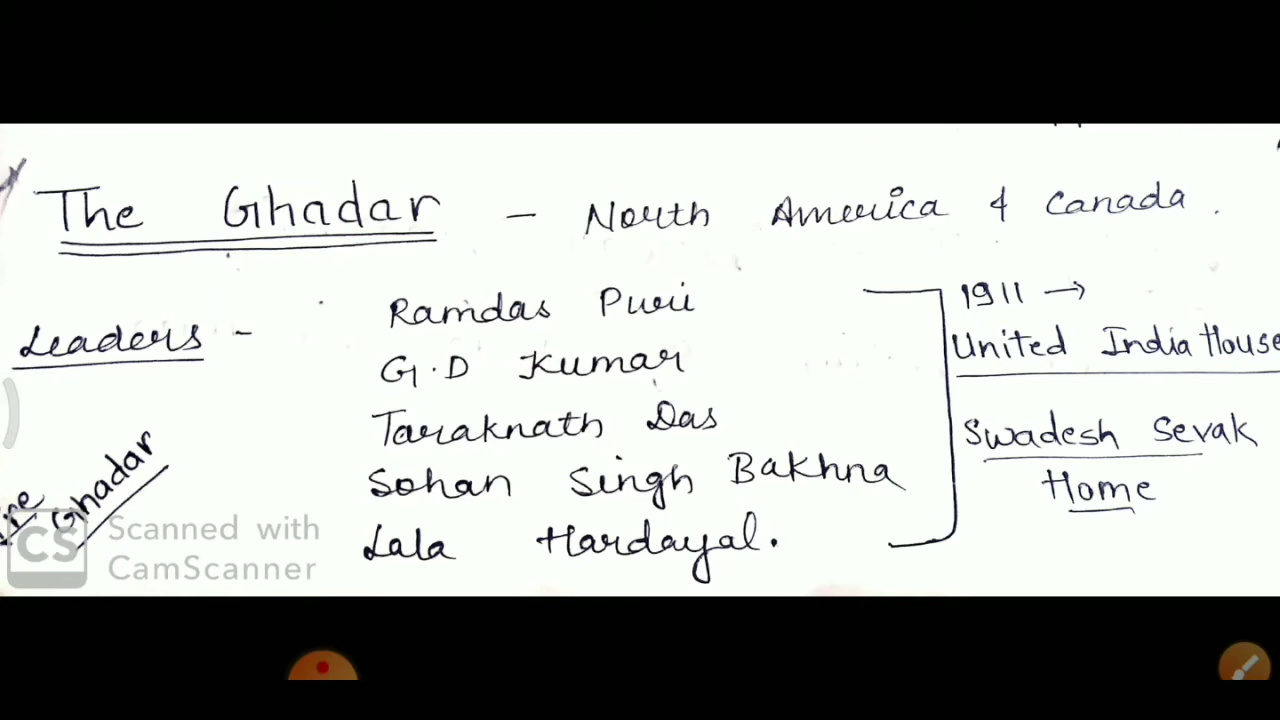 The Ghadar - North America & Canada.
Leaders -
Ramdas Puri
G.D Kumar
Taraknath Das
Sohan Singh Bakhna
Lala Hardayal.
1911 →
United India House
Swadesh Sevak
Home
Ghadar
CS
Scanned with
CamScanner